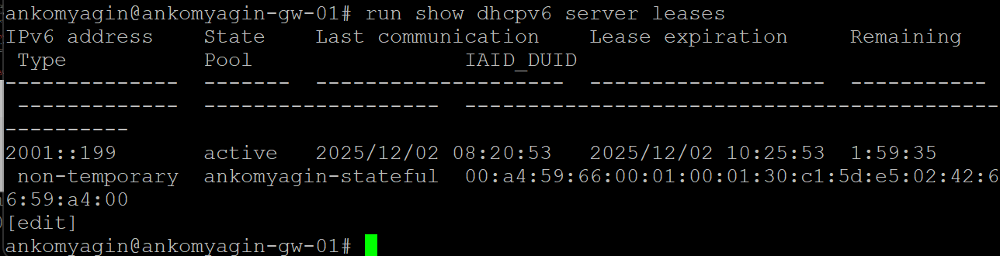 ankomyagin@ankomyagin-gw-01# run show dhcpv6 server leases
IPv6 address    State    Last communication    Lease expiration     Remaining
 Type           Pool                  IAID_DUID
--------------  -------  --------------------  -------------------  -----------
 -------------  -------------------  --------------------------------------------
----------
2001::199       active   2025/12/02 08:20:53   2025/12/02 10:25:53  1:59:35
 non-temporary  ankomyagin-stateful  00:a4:59:66:00:01:00:01:30:c1:5d:e5:02:42:6
6:59:a4:00
[edit]
ankomyagin@ankomyagin-gw-01#